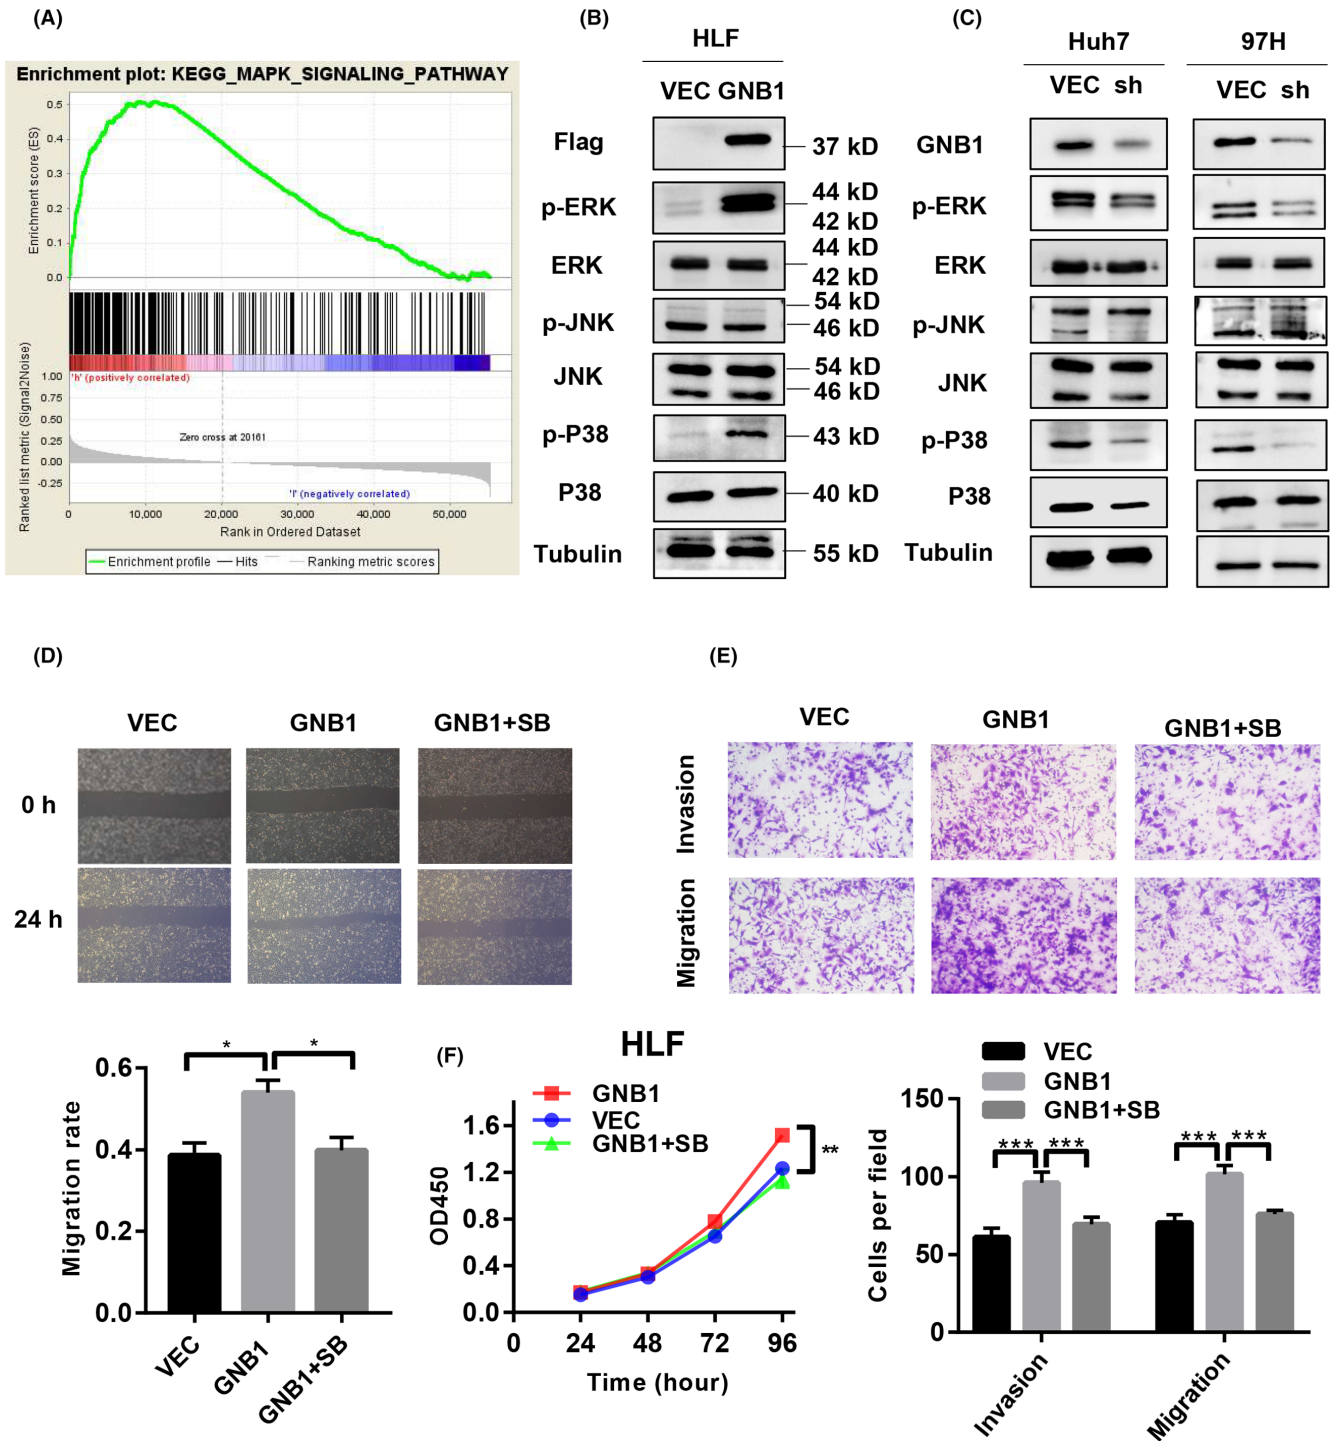 (A)
Enrichment plot: KEGG_MAPK_SIGNALING_PATHWAY
Enrichment score (ES)
0.5
0.4
0.3
0.2
0.1
0.0
Ranked list metric (Signal2Noise)
1.00
0.75
0.50
0.25
0.00
-0.25
'h' (positively correlated)
Zero cross at 20161
'l' (negatively correlated)
0 10,000 20,000 30,000 40,000 50,000
Rank in Ordered Dataset
Enrichment profile Hits Ranking metric scores
(B)
HLF
VEC GNB1
Flag 37 kD
p-ERK 44 kD
42 kD
ERK 44 kD
42 kD
p-JNK 54 kD
46 kD
JNK 54 kD
46 kD
p-P38 43 kD
P38 40 kD
Tubulin 55 kD
(C)
Huh7 97H
VEC sh VEC sh
GNB1
p-ERK
ERK
p-JNK
JNK
p-P38
P38
Tubulin
(D)
VEC GNB1 GNB1+SB
0 h
24 h
Migration rate
0.6
0.4
0.2
0.0
* *
VEC GNB1 GNB1+SB
(E)
VEC GNB1 GNB1+SB
Invasion
Migration
VEC
GNB1
GNB1+SB
Cells per field
150
100
50
0
*** *** *** ***
Invasion Migration
(F)
HLF
GNB1
VEC
GNB1+SB
OD450
1.6
1.2
0.8
0.4
0.0
**
0 24 48 72 96
Time (hour)